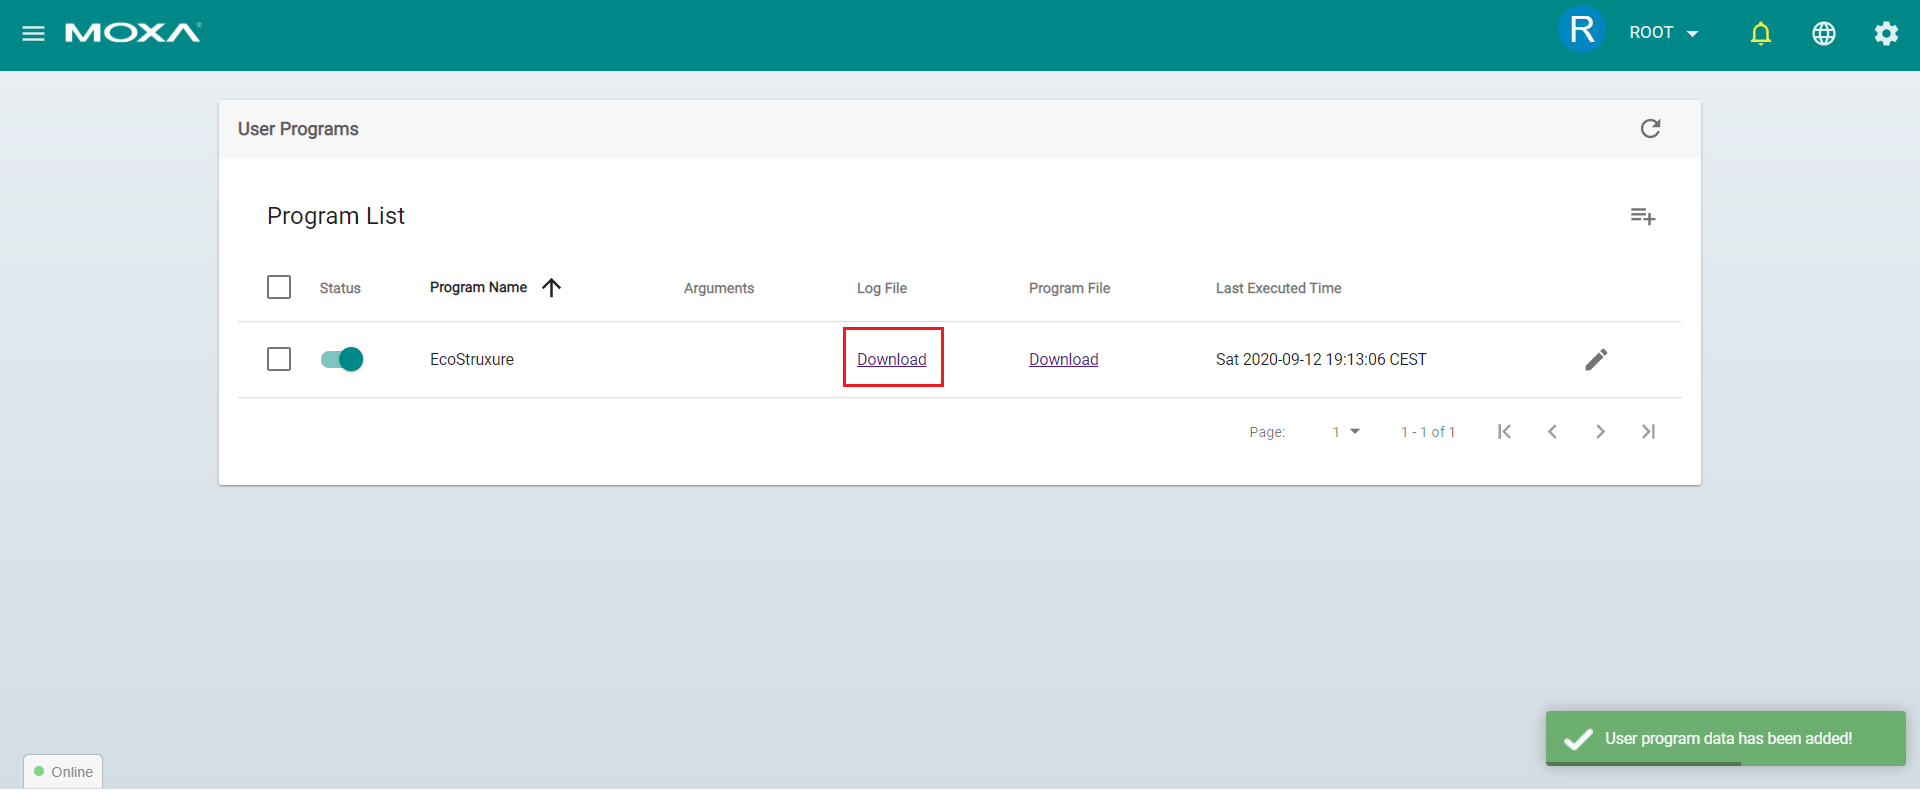 MOXA®
R ROOT
User Programs
Program List
Status Program Name Arguments Log File Program File Last Executed Time
EcoStruxure Download Download Sat 2020-09-12 19:13:06 CEST
Page: 1 1 - 1 of 1
User program data has been added!
Online